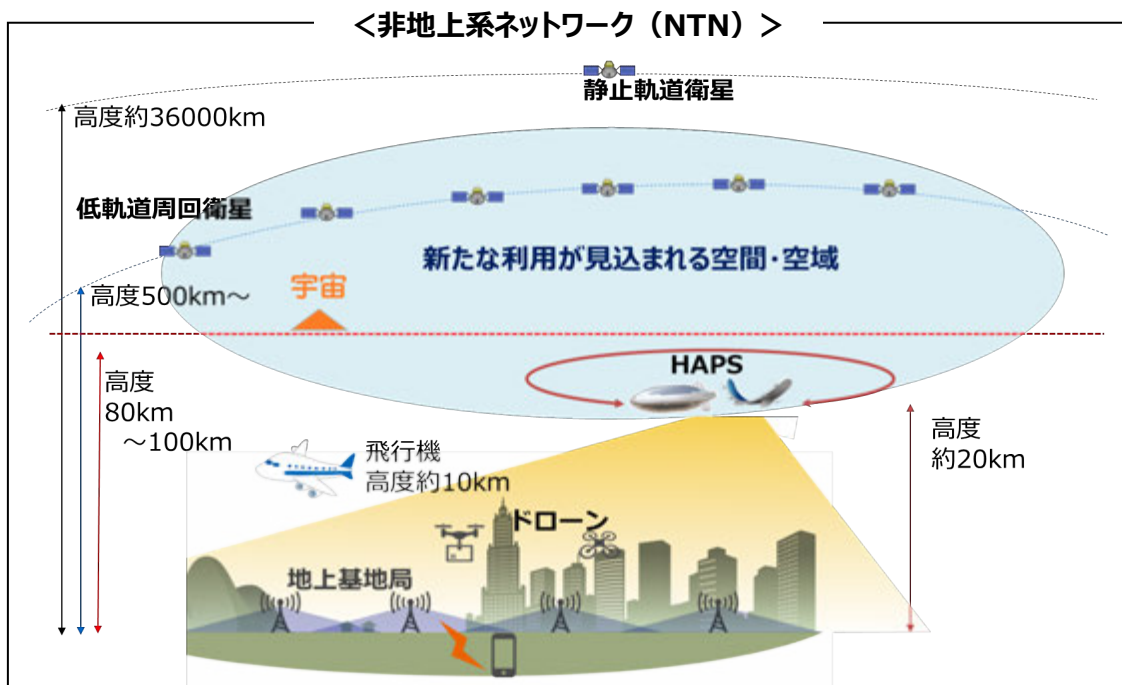 ＜非地上系ネットワーク（NTN）＞
静止軌道衛星
高度約36000km
低軌道周回衛星
新たな利用が見込まれる空間・空域
高度500km～
宇宙
HAPS
高度
80km
～100km
高度
約20km
飛行機
高度約10km
ドローン
地上基地局